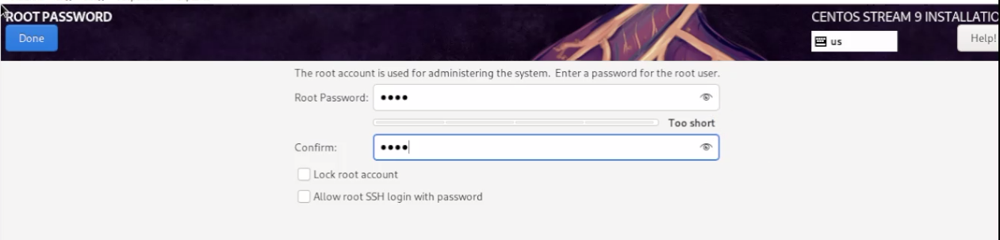 ROOT PASSWORD
CENTOS STREAM 9 INSTALLATIO
Done
us
Help!
The root account is used for administering the system. Enter a password for the root user.
Root Password: ••••
Too short
Confirm: ••••
Lock root account
Allow root SSH login with password